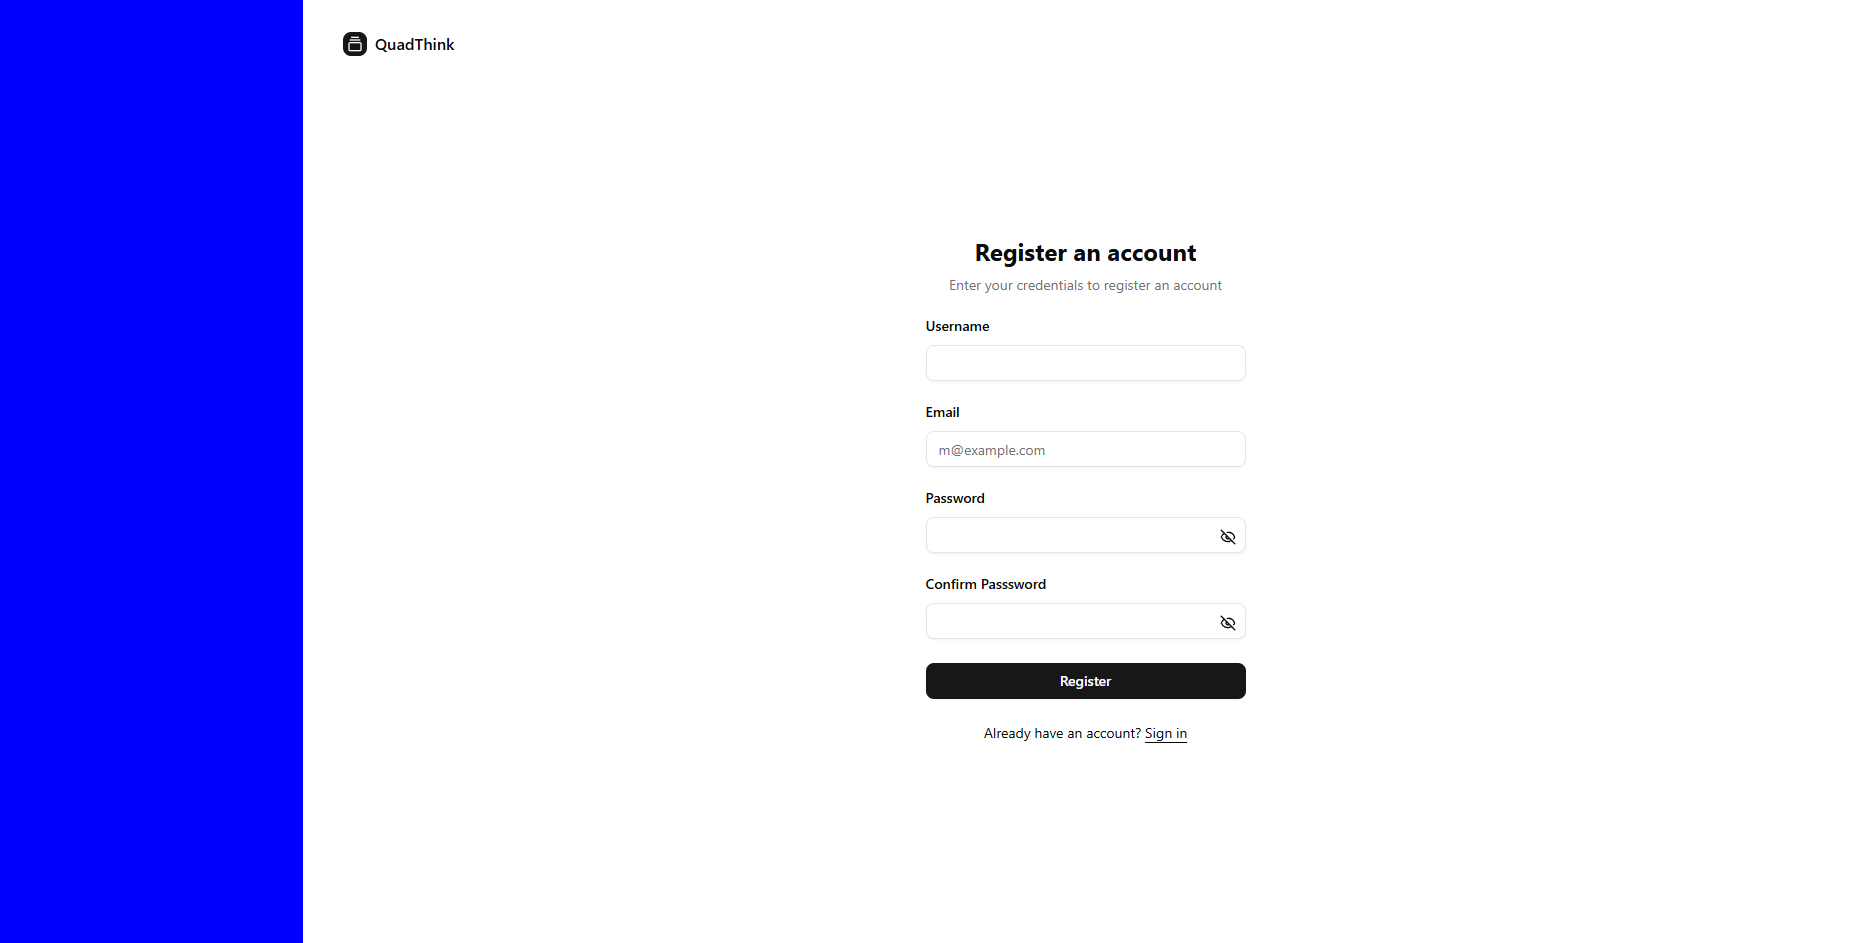 QuadThink
Register an account
Enter your credentials to register an account
Username
Email
m@example.com
Password
Confirm Passsword
Register
Already have an account? Sign in